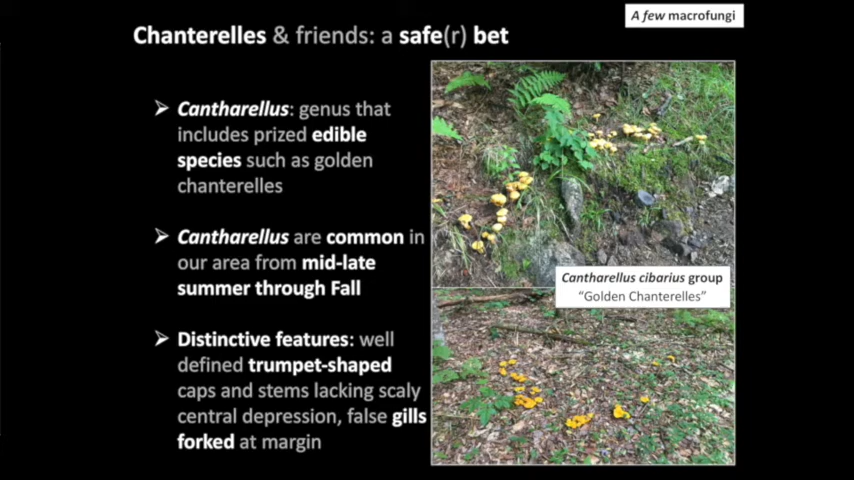 A few macrofungi
Chanterelles & friends: a safe(r) bet
➢ Cantharellus: genus that
includes prized edible
species such as golden
chanterelles
➢ Cantharellus are common in
our area from mid-late
summer through Fall
➢ Distinctive features: well
defined trumpet-shaped
caps and stems lacking scaly
central depression, false gills
forked at margin
Cantharellus cibarius group
“Golden Chanterelles”